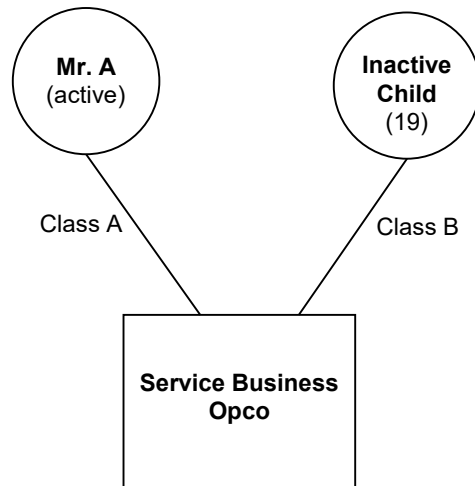 Mr. A
(active)
Inactive
Child
(19)
Class A
Class B
Service Business
Opco